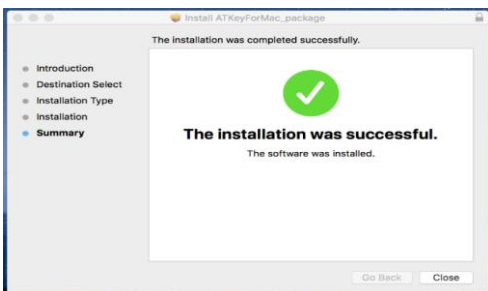 Install ATKeyForMac_package
The installation was completed successfully.
Introduction
Destination Select
Installation Type
Installation
Summary
The installation was successful.
The software was installed.
Go Back
Close